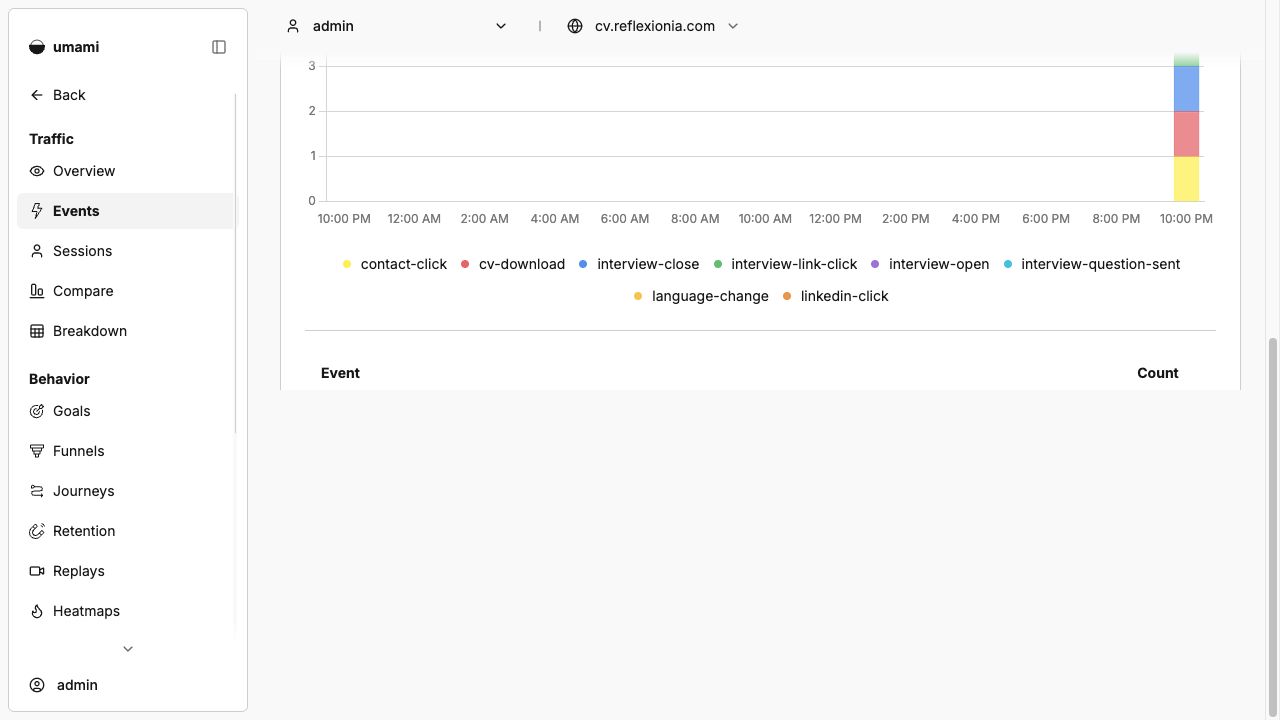 umami
admin
cv.reflexionia.com
Back
Traffic
Overview
Events
Sessions
Compare
Breakdown
Behavior
Goals
Funnels
Journeys
Retention
Replays
Heatmaps
admin
3
2
1
0
10:00 PM 12:00 AM 2:00 AM 4:00 AM 6:00 AM 8:00 AM 10:00 AM 12:00 PM 2:00 PM 4:00 PM 6:00 PM 8:00 PM 10:00 PM
contact-click cv-download interview-close interview-link-click interview-open interview-question-sent
language-change linkedin-click
Event Count